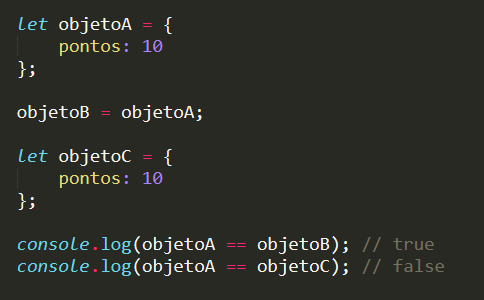 let objetoA = {
    pontos: 10
};

objetoB = objetoA;

let objetoC = {
    pontos: 10
};

console.log(objetoA == objetoB); // true
console.log(objetoA == objetoC); // false